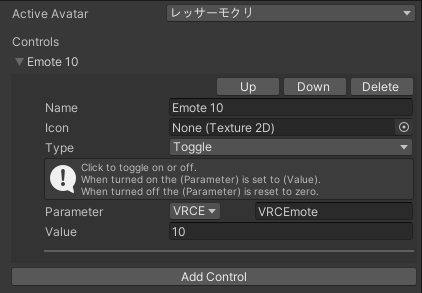 Active Avatar レッサーモクリ
Controls
Emote 10
Up Down Delete
Name Emote 10
Icon None (Texture 2D)
Type Toggle
Click to toggle on or off.
When turned on the (Parameter) is set to (Value).
When turned off the (Parameter) is reset to zero.
Parameter VRCE VRCEmote
Value 10
Add Control